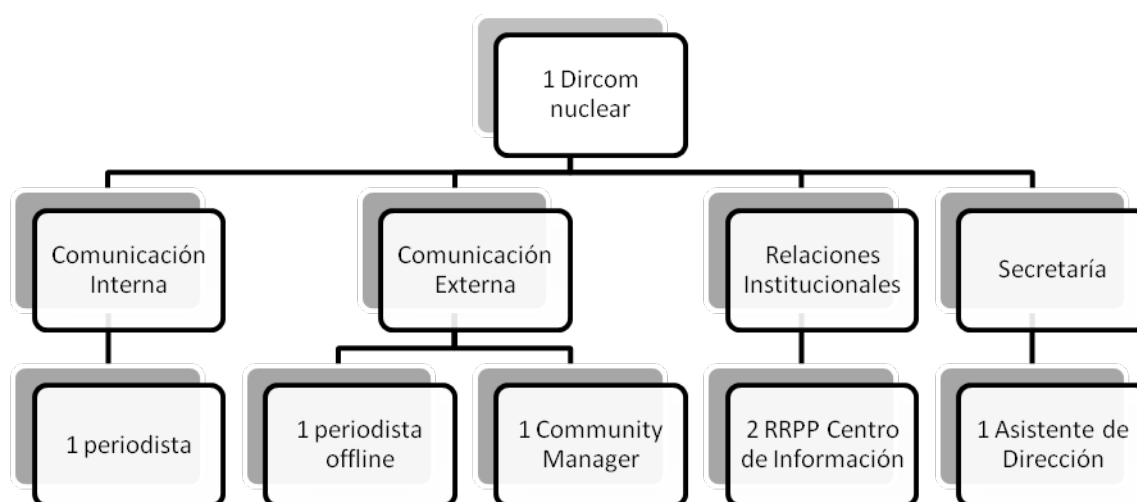 1 Dircom
nuclear
Comunicación
Interna
Comunicación
Externa
Relaciones
Institucionales
Secretaría
1 periodista
1 periodista
offline
1 Community
Manager
2 RRPP Centro
de Información
1 Asistente de
Dirección